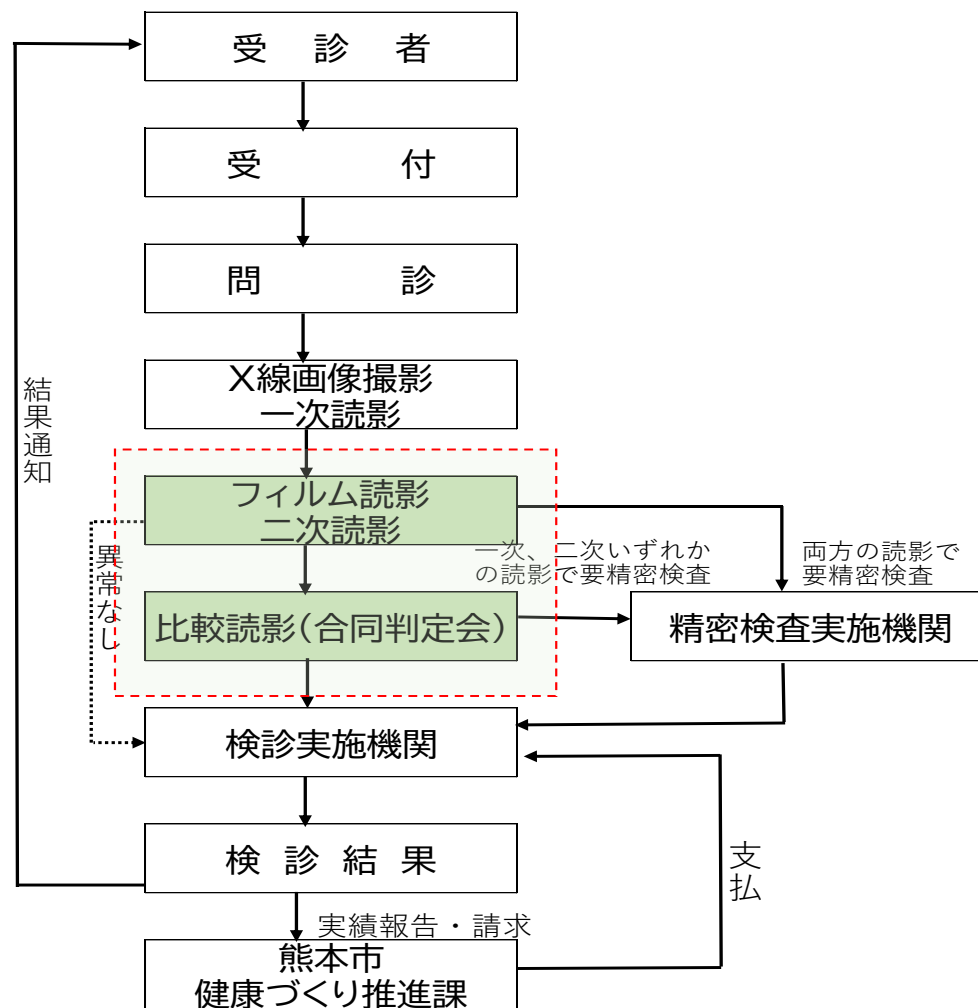 受　診　者
受　　　付
問　　　診
X線画像撮影
一次読影
結果通知
フィルム読影
二次読影
異常なし
一次、二次いずれか
の読影で要精密検査
両方の読影で
要精密検査
比較読影(合同判定会)
精密検査実施機関
検診実施機関
検 診 結 果
支払
実績報告・請求
熊本市
健康づくり推進課